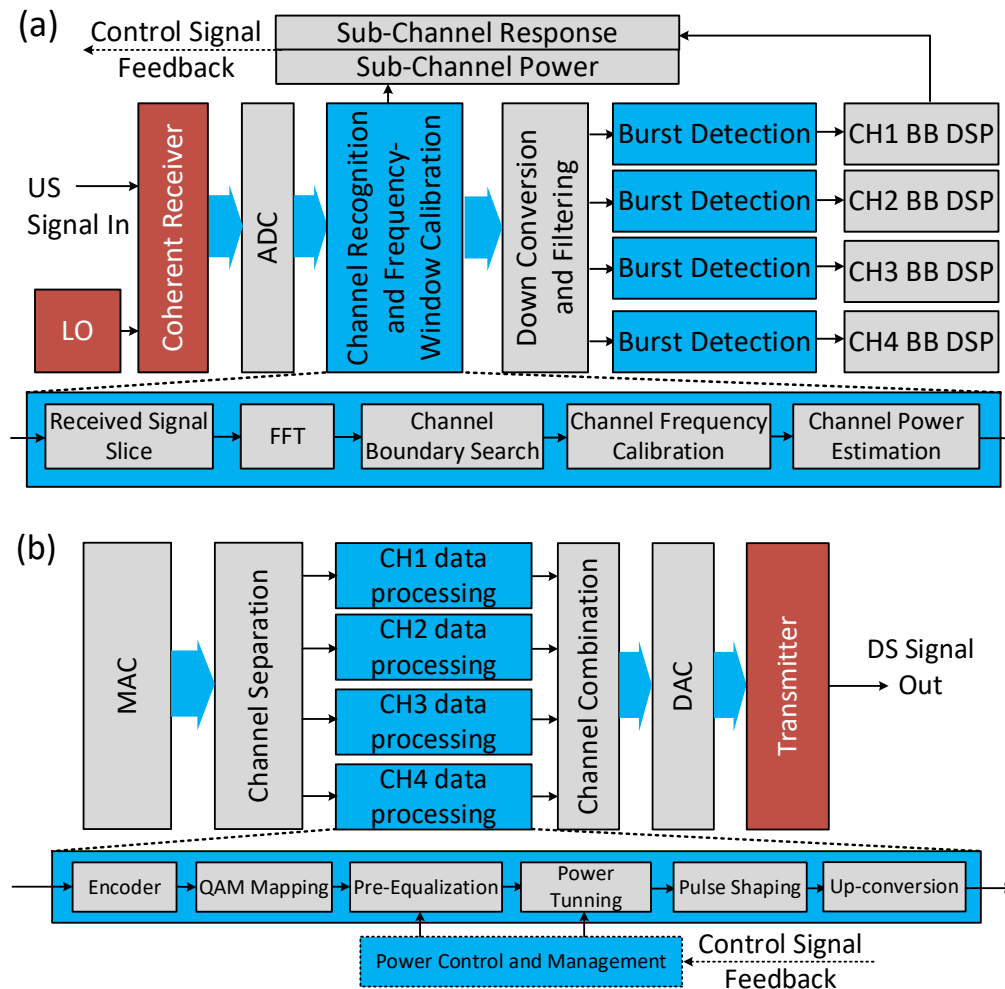 (a)
Control Signal
Feedback
Sub-Channel Response
Sub-Channel Power
US
Signal In
LO
Coherent Receiver
ADC
Channel Recognition
and Frequency-
Window Calibration
Down Conversion
and Filtering
Burst Detection
CH1 BB DSP
Burst Detection
CH2 BB DSP
Burst Detection
CH3 BB DSP
Burst Detection
CH4 BB DSP
Received Signal
Slice
FFT
Channel
Boundary Search
Channel Frequency
Calibration
Channel Power
Estimation
(b)
MAC
Channel Separation
CH1 data
processing
CH2 data
processing
CH3 data
processing
CH4 data
processing
Channel Combination
DAC
Transmitter
DS Signal
Out
Encoder
QAM Mapping
Pre-Equalization
Power
Tunning
Pulse Shaping
Up-conversion
Power Control and Management
Control Signal
Feedback